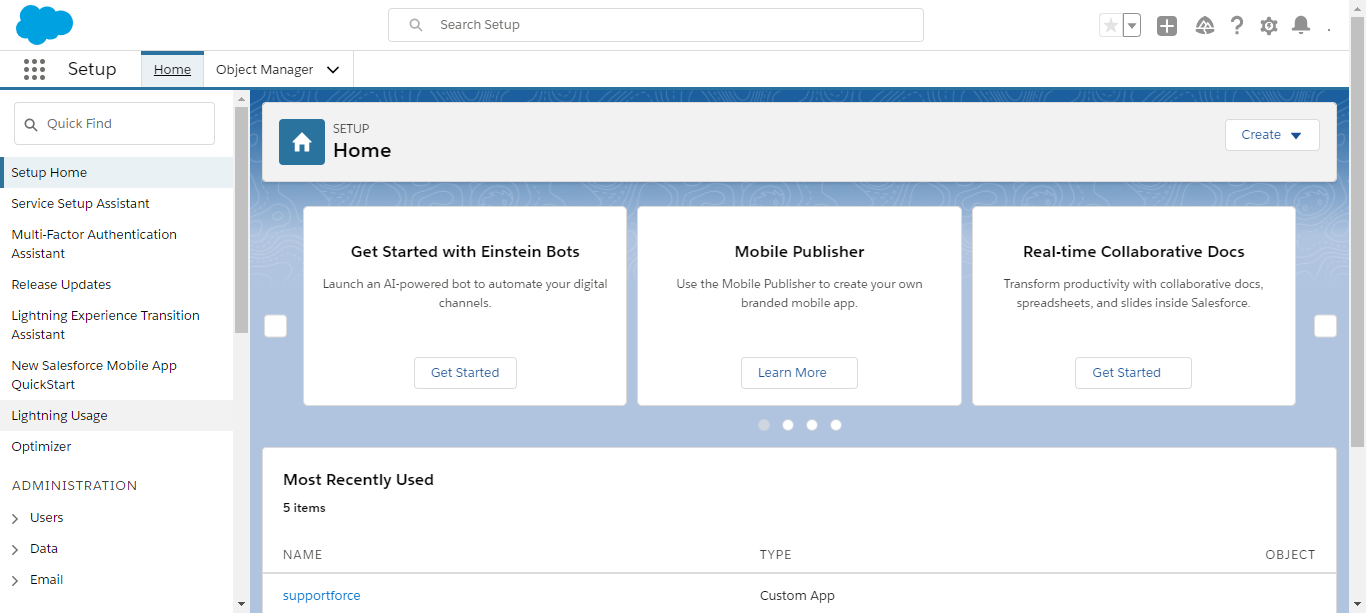 Search Setup
Setup
Home
Object Manager
Quick Find
Setup Home
Service Setup Assistant
Multi-Factor Authentication
Assistant
Release Updates
Lightning Experience Transition
Assistant
New Salesforce Mobile App
QuickStart
Lightning Usage
Optimizer
ADMINISTRATION
Users
Data
Email
SETUP
Home
Create
Get Started with Einstein Bots
Launch an AI-powered bot to automate your digital
channels.
Get Started
Mobile Publisher
Use the Mobile Publisher to create your own
branded mobile app.
Learn More
Real-time Collaborative Docs
Transform productivity with collaborative docs,
spreadsheets, and slides inside Salesforce.
Get Started
Most Recently Used
5 items
NAME TYPE OBJECT
supportforce Custom App